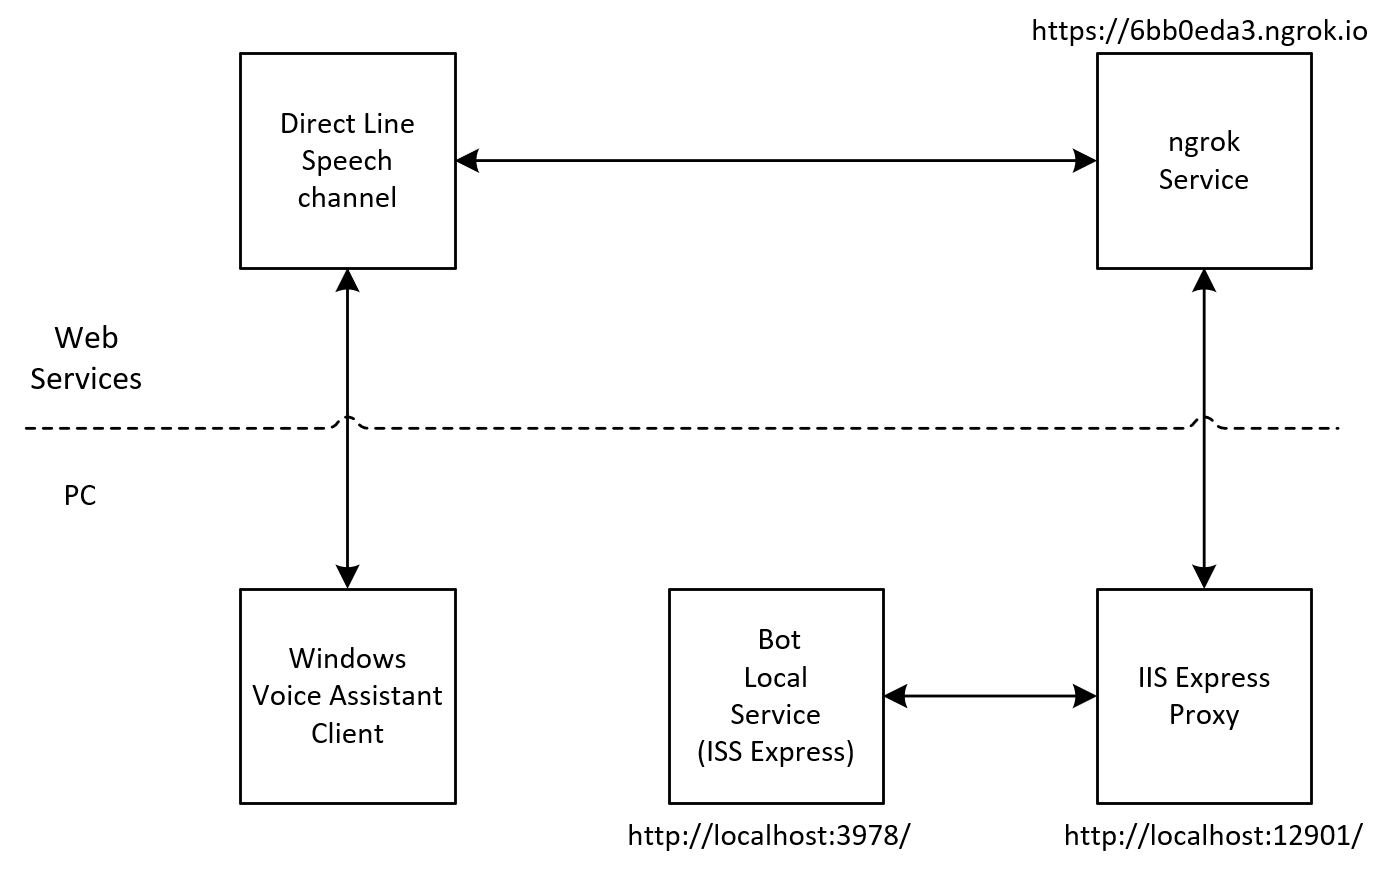 https://6bb0eda3.ngrok.io
Direct Line
Speech
channel
ngrok
Service
Web
Services
PC
Windows
Voice Assistant
Client
Bot
Local
Service
(ISS Express)
IIS Express
Proxy
http://localhost:3978/
http://localhost:12901/